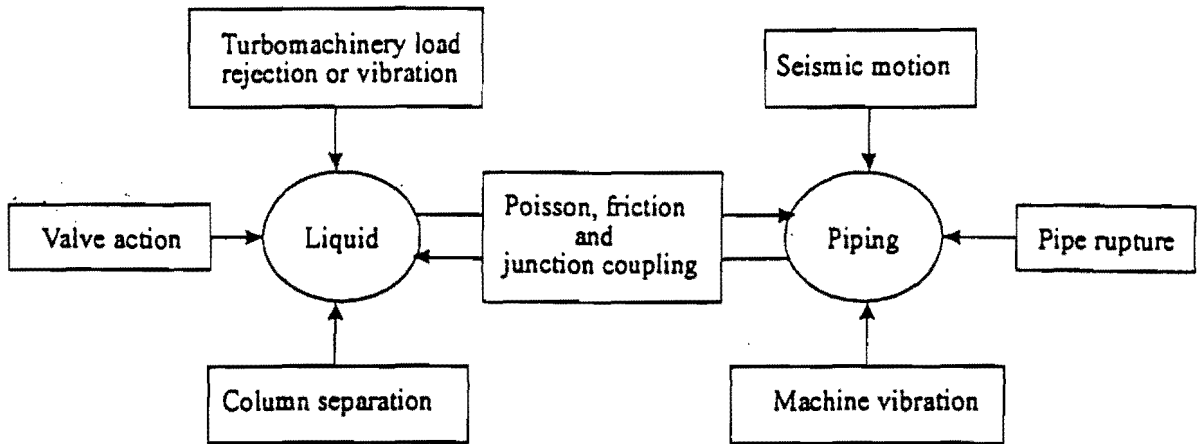 Turbomachinery load
rejection or vibration
Seismic motion
Valve action
Liquid
Poisson, friction
and
junction coupling
Piping
Pipe rupture
Column separation
Machine vibration